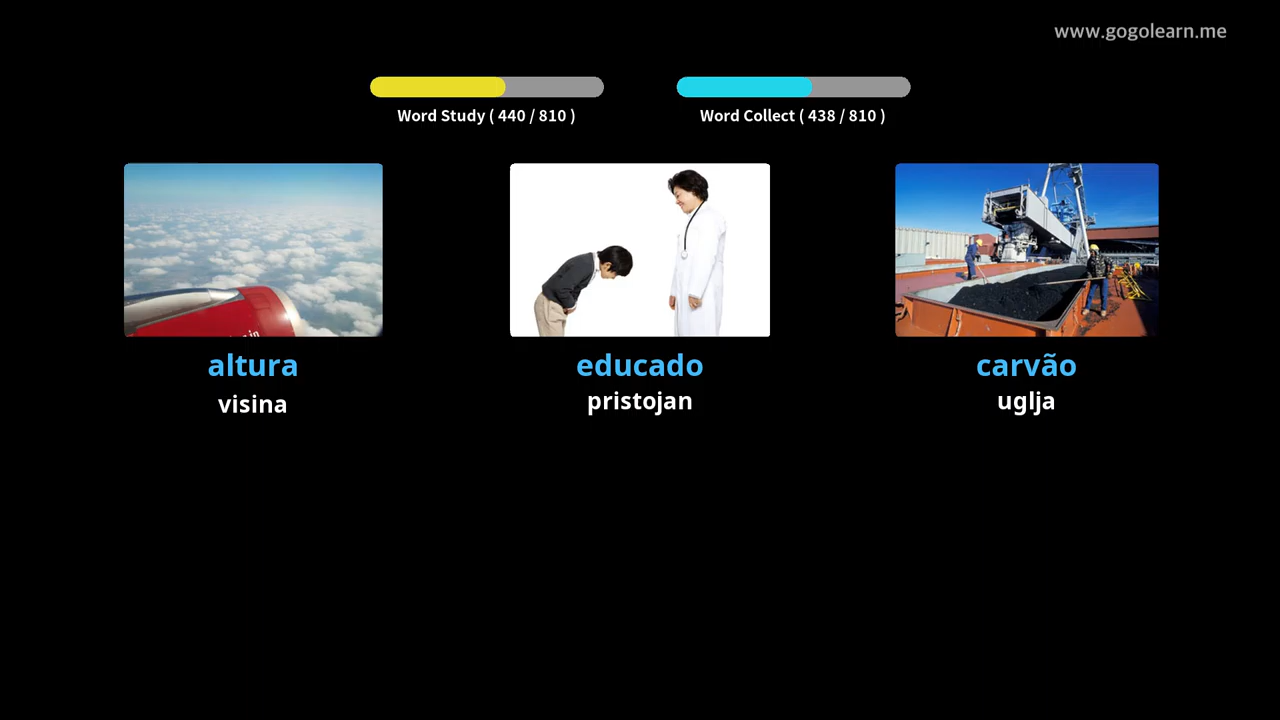 www.gogolearn.me
Word Study ( 440 / 810 )
Word Collect ( 438 / 810 )
altura
visina
educado
pristojan
carvão
uglja